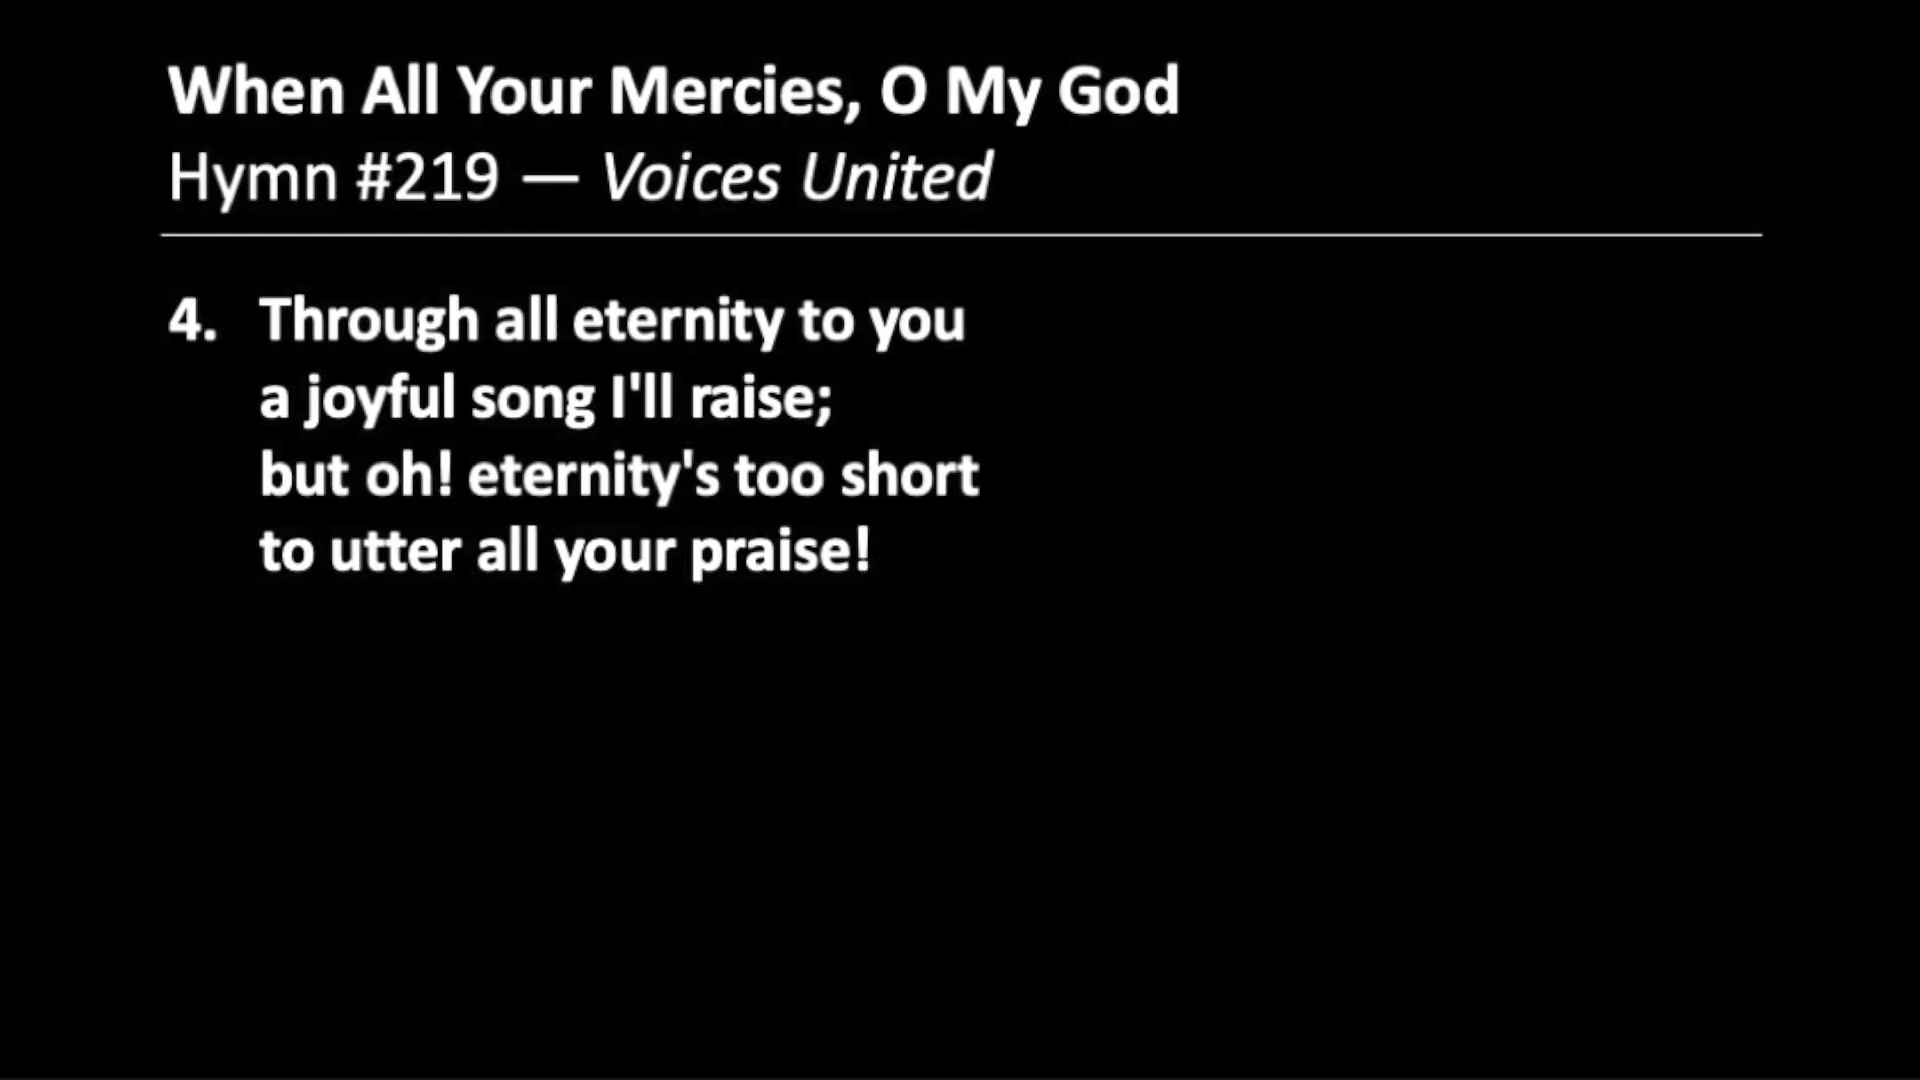 When All Your Mercies, O My God
Hymn #219 — Voices United
4. Through all eternity to you
a joyful song I'll raise;
but oh! eternity's too short
to utter all your praise!